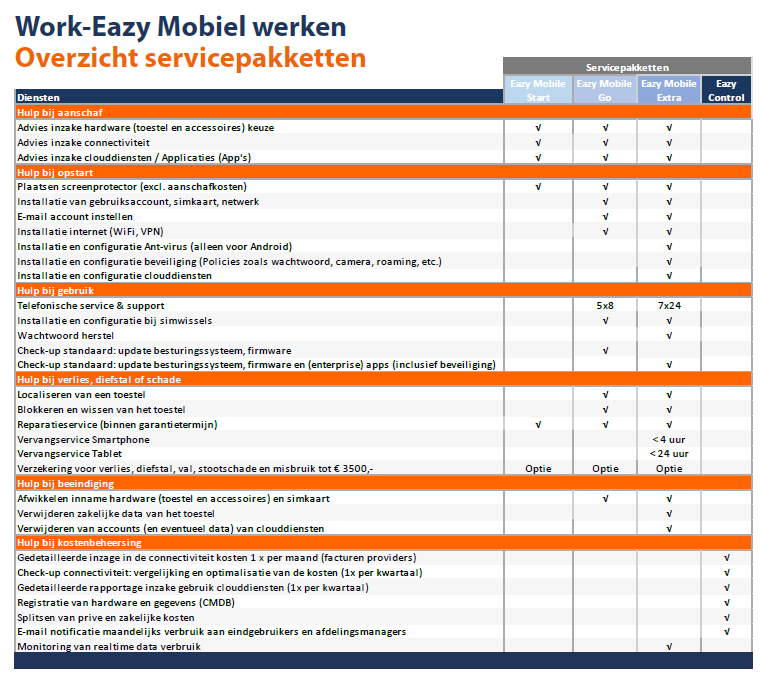 Work-Eazy Mobiel werken
Overzicht servicepakketten
Servicepakketten
Diensten Eazy Mobile Start Eazy Mobile Go Eazy Mobile Extra Eazy Control
Hulp bij aanschaf
Advies inzake hardware (toestel en accessoires) keuze √ √ √
Advies inzake connectiviteit √ √ √
Advies inzake clouddiensten / Applicaties (App's) √ √ √
Hulp bij opstart
Plaatsen screenprotector (excl. aanschafkosten) √ √ √
Installatie van gebruiksaccount, simkaart, netwerk √ √
E-mail account instellen √ √
Installatie internet (WiFi, VPN) √ √
Installatie en configuratie Ant-virus (alleen voor Android) √
Installatie en configuratie beveiliging (Policies zoals wachtwoord, camera, roaming, etc.) √
Installatie en configuratie clouddiensten √
Hulp bij gebruik
Telefonische service & support 5x8 7x24
Installatie en configuratie bij simwissels √ √
Wachtwoord herstel √
Check-up standaard: update besturingssysteem, firmware √
Check-up standaard: update besturingssysteem, firmware en (enterprise) apps (inclusief beveiliging) √
Hulp bij verlies, diefstal of schade
Localiseren van een toestel √ √
Blokkeren en wissen van het toestel √ √
Reparatieservice (binnen garantietermijn) √ √ √
Vervangservice Smartphone < 4 uur
Vervangservice Tablet < 24 uur
Verzekering voor verlies, diefstal, val, stootschade en misbruik tot € 3500,- Optie Optie Optie
Hulp bij beeindiging
Afwikkelen inname hardware (toestel en accessoires) en simkaart √ √
Verwijderen zakelijke data van het toestel √
Verwijderen van accounts (en eventueel data) van clouddiensten √
Hulp bij kostenbeheersing
Gedetailleerde inzage in de connectiviteit kosten 1 x per maand (facturen providers) √
Check-up connectiviteit: vergelijking en optimalisatie van de kosten (1x per kwartaal) √
Gedetailleerde rapportage inzake gebruik clouddiensten (1x per kwartaal) √
Registratie van hardware en gegevens (CMDB) √
Splitsen van prive en zakelijke kosten √
E-mail notificatie maandelijks verbruik aan eindgebruikers en afdelingsmanagers √
Monitoring van realtime data verbruik √